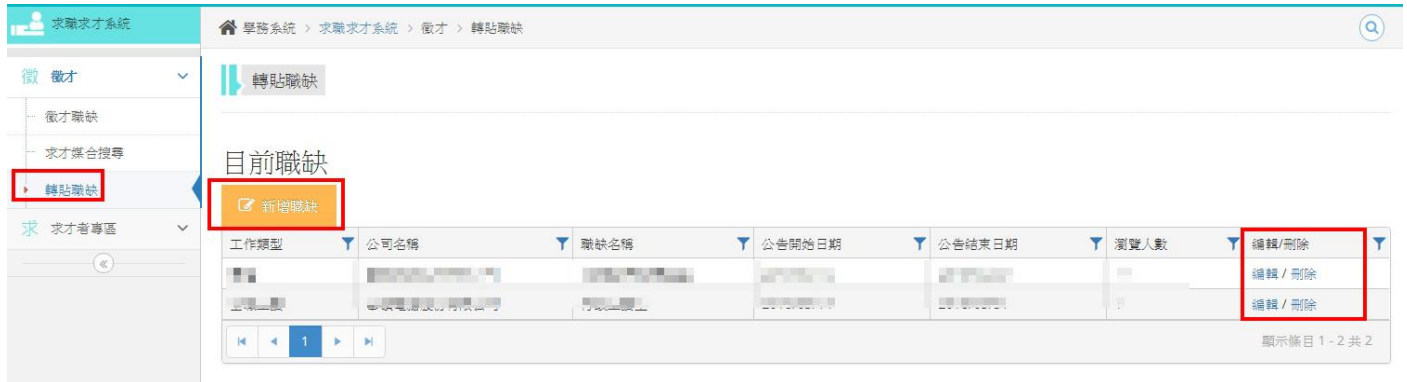 求職求才系統
學務系統 > 求職求才系統 > 徵才 > 轉貼職缺
徵 徵才
轉貼職缺
徵才職缺
求才媒合搜尋
目前職缺
轉貼職缺
新增職缺
求 求才者專區
工作類型 公司名稱 職缺名稱 公告開始日期 公告結束日期 瀏覽人數 編輯/刪除
編輯 / 刪除
編輯 / 刪除
1
顯示條目 1 - 2 共 2